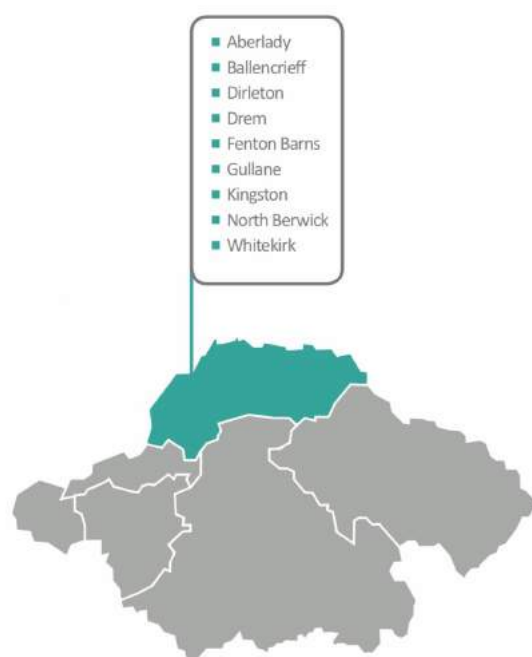 Aberlady
Ballencrieff
Dirleton
Drem
Fenton Barns
Gullane
Kingston
North Berwick
Whitekirk